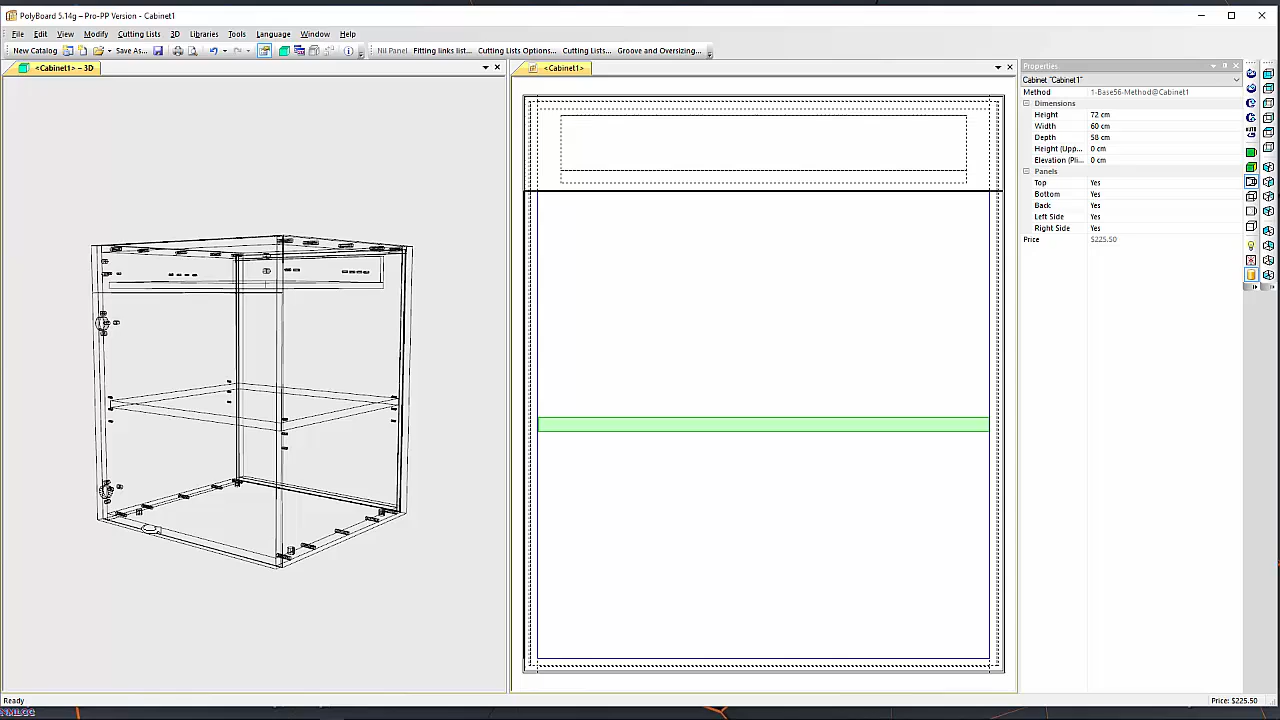 PolyBoard 5.14g - Pro-PP Version - Cabinet1
File Edit View Modify Cutting Lists 3D Libraries Tools Language Window Help
New Catalog Save As... Nil Panel Fitting links list... Cutting Lists Options... Cutting Lists... Groove and Oversizing...
<Cabinet1> – 3D
<Cabinet1>
Properties
Cabinet "Cabinet1"
Method 1-Base56-Method@Cabinet1
Dimensions
Height 72 cm
Width 60 cm
Depth 58 cm
Height (Upp... 0 cm
Elevation (Pli... 0 cm
Panels
Top Yes
Bottom Yes
Back Yes
Left Side Yes
Right Side Yes
Price $225.50
Ready Price: $225.50